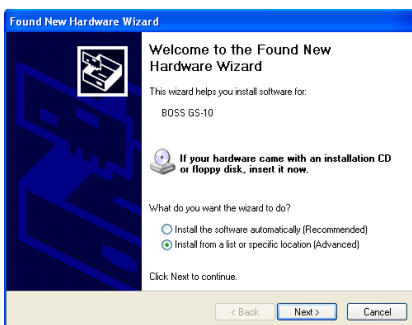 Found New Hardware Wizard
Welcome to the Found New
Hardware Wizard
This wizard helps you install software for:
BOSS GS-10
If your hardware came with an installation CD
or floppy disk, insert it now.
What do you want the wizard to do?
Install the software automatically (Recommended)
Install from a list or specific location (Advanced)
Click Next to continue.
< Back
Next >
Cancel